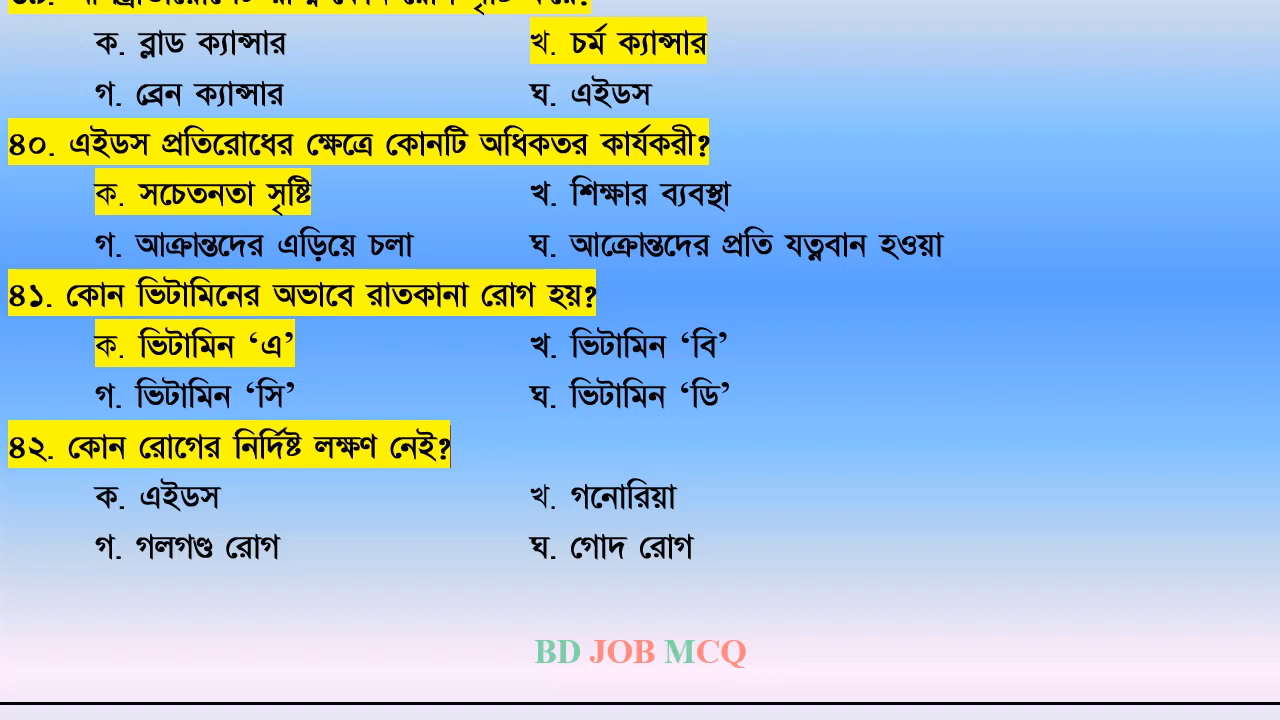 ক. ব্লাড ক্যান্সার খ. চর্ম ক্যান্সার
গ. ব্রেন ক্যান্সার ঘ. এইডস
৪০. এইডস প্রতিরোধের ক্ষেত্রে কোনটি অধিকতর কার্যকরী?
ক. সচেতনতা সৃষ্টি খ. শিক্ষার ব্যবস্থা
গ. আক্রান্তদের এড়িয়ে চলা ঘ. আক্রোন্তদের প্রতি যত্নবান হওয়া
৪১. কোন ভিটামিনের অভাবে রাতকানা রোগ হয়?
ক. ভিটামিন ‘এ’ খ. ভিটামিন ‘বি’
গ. ভিটামিন ‘সি’ ঘ. ভিটামিন ‘ডি’
৪২. কোন রোগের নির্দিষ্ট লক্ষণ নেই?
ক. এইডস খ. গনোরিয়া
গ. গলগণ্ড রোগ ঘ. গোদ রোগ
BD JOB MCQ